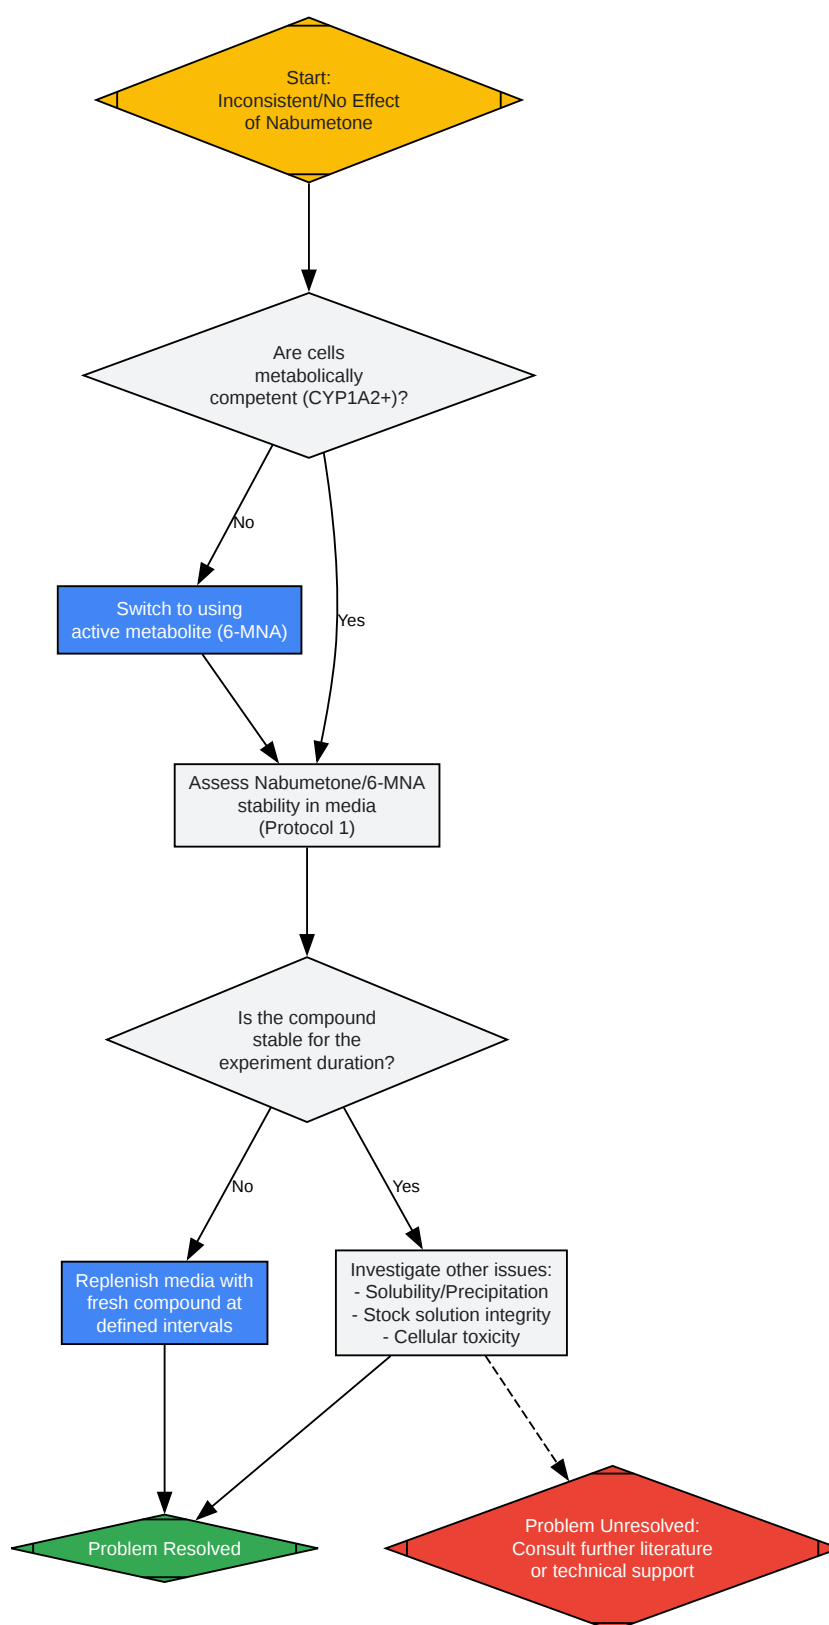 Start:
Inconsistent/No Effect
of Nabumetone
Are cells
metabolically
competent (CYP1A2+)?
No
Yes
Switch to using
active metabolite (6-MNA)
Assess Nabumetone/6-MNA
stability in media
(Protocol 1)
Is the compound
stable for the
experiment duration?
No
Yes
Replenish media with
fresh compound at
defined intervals
Investigate other issues:
- Solubility/Precipitation
- Stock solution integrity
- Cellular toxicity
Problem Resolved
Problem Unresolved:
Consult further literature
or technical support